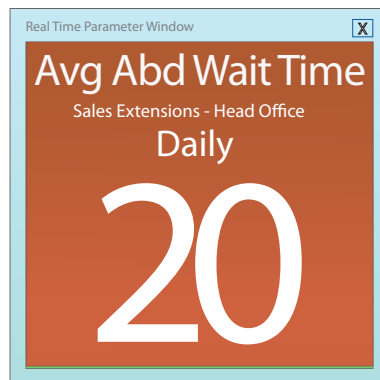 Real Time Parameter Window X
Avg Abd Wait Time
Sales Extensions - Head Office
Daily
20